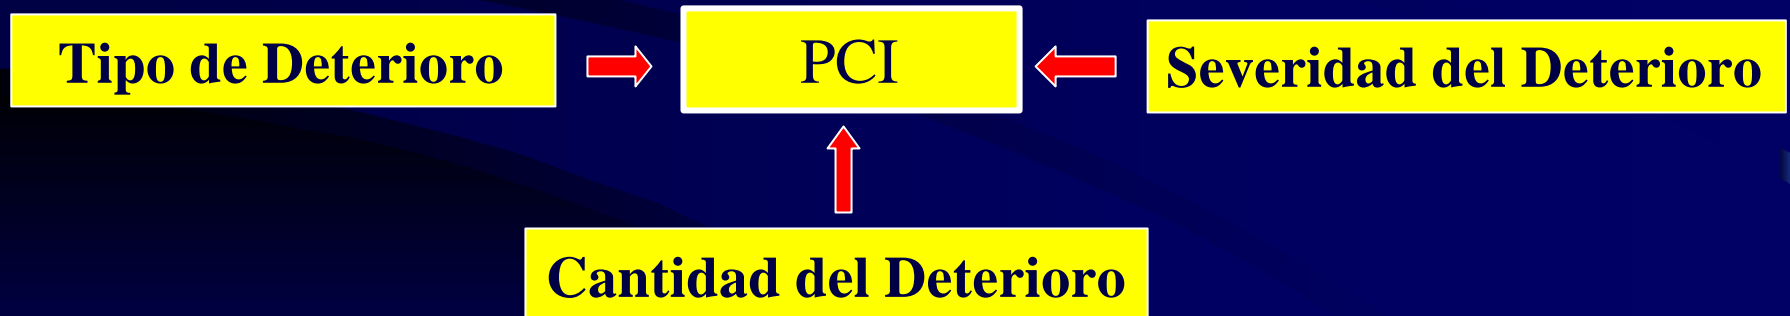 Tipo de Deterioro
PCI
Severidad del Deterioro
Cantidad del Deterioro